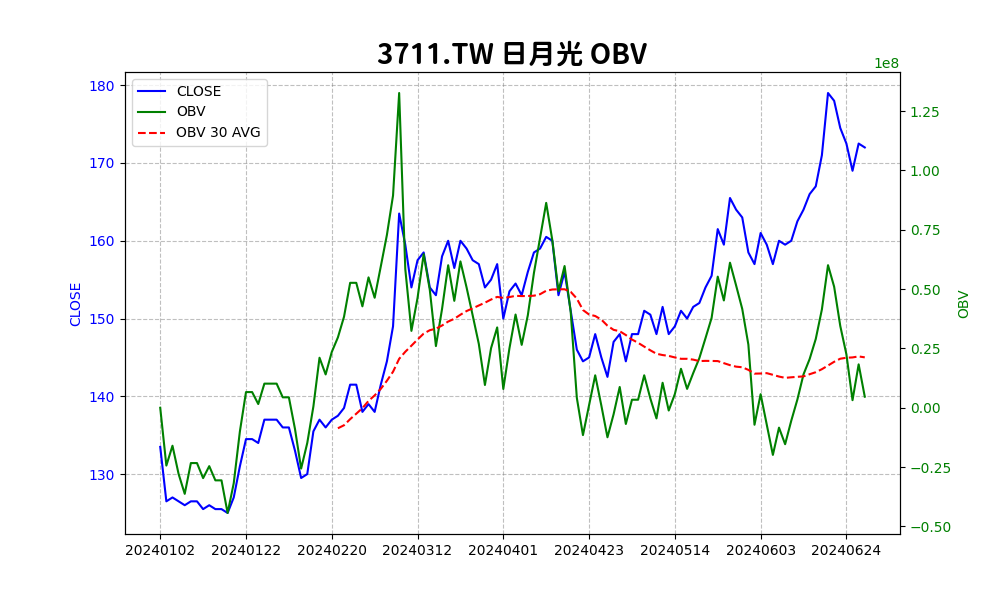 3711.TW 日月光 OBV
1e8
CLOSE
OBV
OBV 30 AVG
180
170
160
150
140
130
CLOSE
1.25
1.00
0.75
0.50
0.25
0.00
−0.25
−0.50
OBV
20240102 20240122 20240220 20240312 20240401 20240423 20240514 20240603 20240624